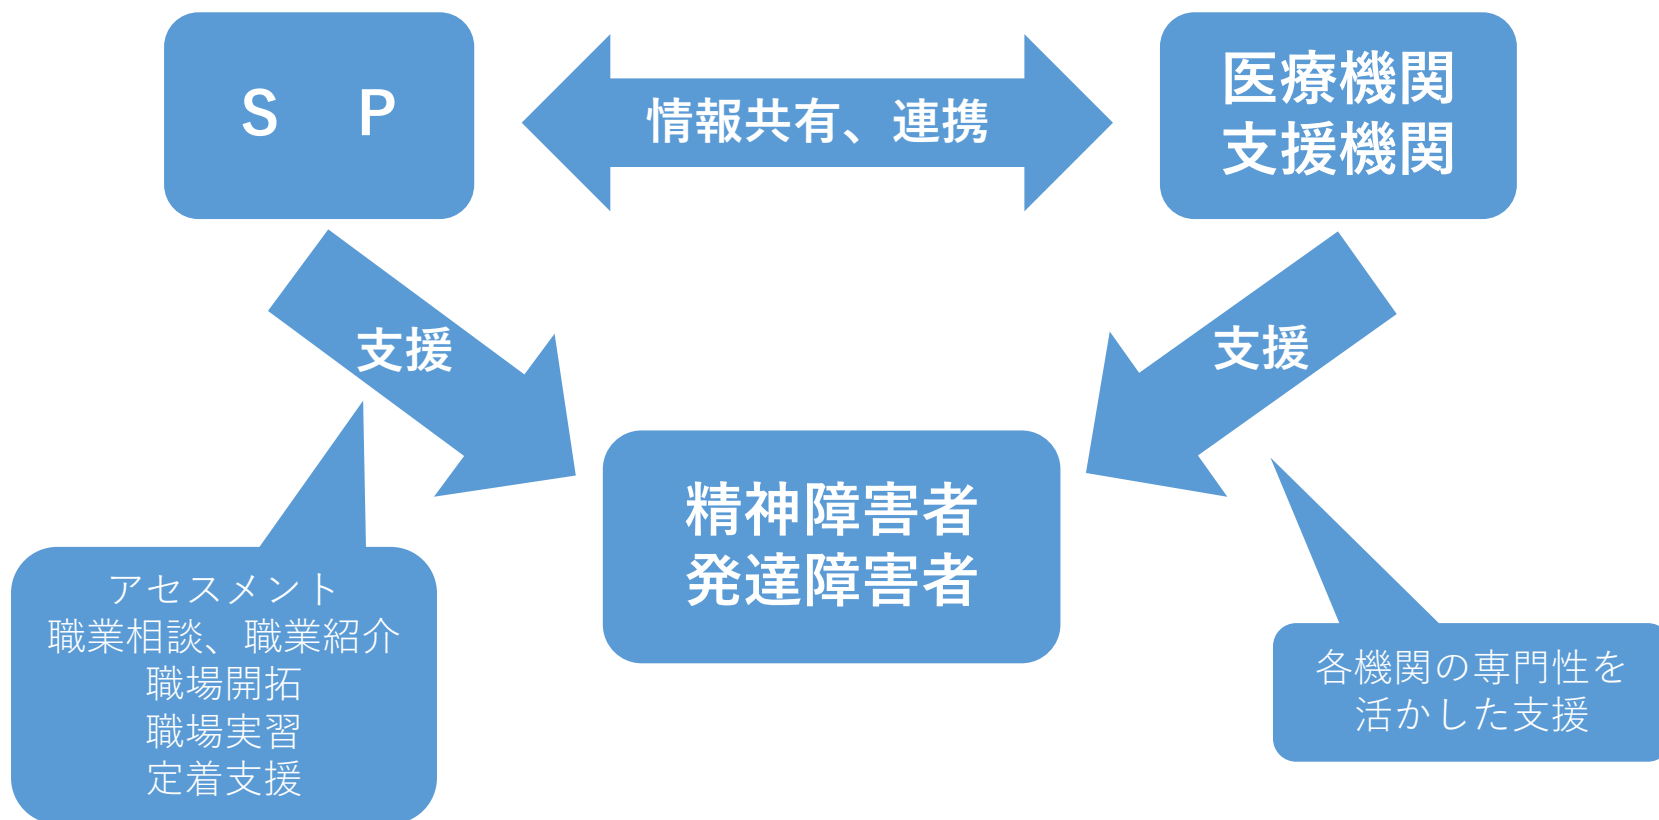 S P
情報共有、連携
医療機関
支援機関
支援
支援
精神障害者
発達障害者
アセスメント
職業相談、職業紹介
職場開拓
職場実習
定着支援
各機関の専門性を
活かした支援